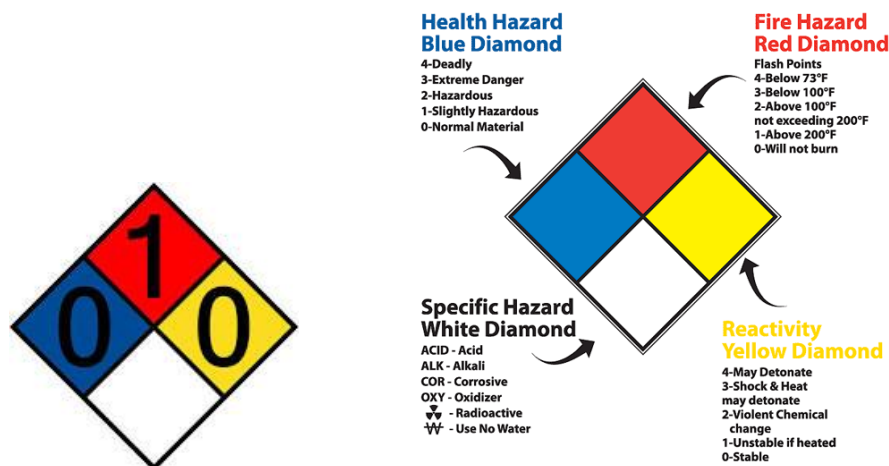 1
0 0
Health Hazard
Blue Diamond
4-Deadly
3-Extreme Danger
2-Hazardous
1-Slightly Hazardous
0-Normal Material
Fire Hazard
Red Diamond
Flash Points
4-Below 73°F
3-Below 100°F
2-Above 100°F
not exceeding 200°F
1-Above 200°F
0-Will not burn
Specific Hazard
White Diamond
ACID - Acid
ALK - Alkali
COR - Corrosive
OXY - Oxidizer
☢ - Radioactive
W - Use No Water
Reactivity
Yellow Diamond
4-May Detonate
3-Shock & Heat
may detonate
2-Violent Chemical
change
1-Unstable if heated
0-Stable